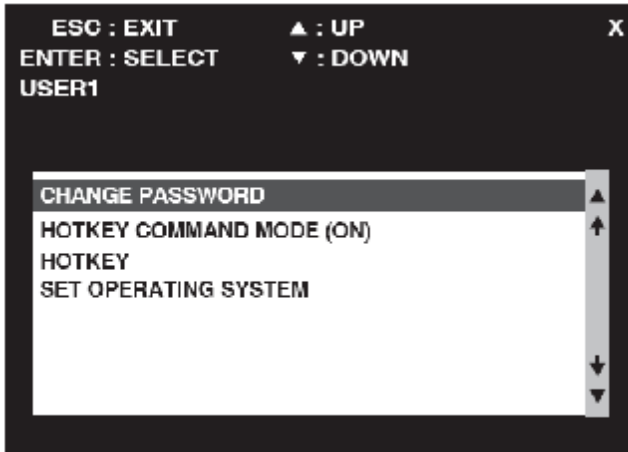 ESC : EXIT ▲ : UP X
ENTER : SELECT ▼ : DOWN
USER1
CHANGE PASSWORD
HOTKEY COMMAND MODE (ON)
HOTKEY
SET OPERATING SYSTEM